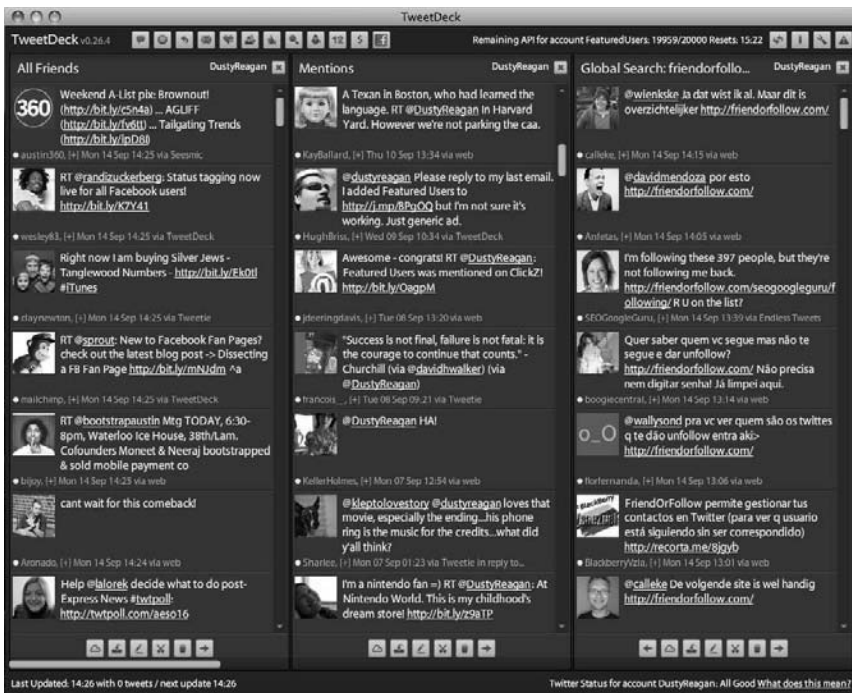 TweetDeck
TweetDeck v0.26.4
Remaining API for account FeaturedUsers: 19959/20000 Resets: 15:22
All Friends
DustyReagan
360
Weekend A-List pix: Brownout!
(http://bit.ly/c5n4a) ... AGLIFF
(http://bit.ly/fv6tt) ... Tailgating Trends
(http://bit.ly/ipD8I)
austin360, [+] Mon 14 Sep 14:25 via Seesmic
RT @randizuckerberg: Status tagging now
live for all Facebook users!
http://bit.ly/K7Y41
wesley83, [+] Mon 14 Sep 14:25 via TweetDeck
Right now I am buying Silver Jews -
Tanglewood Numbers - http://bit.ly/Ek0tl
#iTunes
claynewton, [+] Mon 14 Sep 14:25 via Tweetie
RT @sprout: New to Facebook Fan Pages?
check out the latest blog post -> Dissecting
a FB Fan Page http://bit.ly/mNJdm ^a
mailchimp, [+] Mon 14 Sep 14:25 via TweetDeck
RT @bootstrapaustin Mtg TODAY, 6:30-
8pm, Waterloo Ice House, 38th/Lam.
Cofounders Moneet & Neeraj bootstrapped
& sold mobile payment co
bijoy, [+] Mon 14 Sep 14:25 via web
cant wait for this comeback!
Aronado, [+] Mon 14 Sep 14:24 via web
Help @lalorek decide what to do post-
Express News #twtpoll:
http://twtpoll.com/aeso16
Mentions
DustyReagan
A Texan in Boston, who had learned the
language. RT @DustyReagan In Harvard
Yard. However we're not parking the caa.
KayBallard, [+] Thu 10 Sep 13:34 via web
@dustyreagan Please reply to my last email.
I added Featured Users to
http://j.mp/BPgOQ but I'm not sure it's
working. Just generic ad.
HughBriss, [+] Wed 09 Sep 10:34 via TweetDeck
Awesome - congrats! RT @DustyReagan:
Featured Users was mentioned on ClickZ!
http://bit.ly/OagpM
jdeeringdavis, [+] Tue 08 Sep 13:20 via web
"Success is not final, failure is not fatal: it is
the courage to continue that counts." -
Churchill (via @davidhwalker) (via
@DustyReagan)
francois__, [+] Tue 08 Sep 09:21 via Tweetie
@DustyReagan HA!
KellerHolmes, [+] Mon 07 Sep 12:54 via web
@kleptolovestory @dustyreagan loves that
movie, especially the ending...his phone
ring is the music for the credits...what did
y'all think?
Sharlee, [+] Mon 07 Sep 01:23 via Tweetie in reply to...
I'm a nintendo fan =) RT @DustyReagan: At
Nintendo World. This is my childhood's
dream store! http://bit.ly/z9aTP
Global Search: friendorfollo...
DustyReagan
@wienkske Ja dat wist ik al. Maar dit is
overzichtelijker http://friendorfollow.com/
calleke, [+] Mon 14 Sep 14:15 via web
@davidmendoza por esto
http://friendorfollow.com/
Anfetas, [+] Mon 14 Sep 14:05 via web
I'm following these 397 people, but they're
not following me back.
http://friendorfollow.com/seogoogleguru/f
ollowing/ R U on the list?
SEOGoogleGuru, [+] Mon 14 Sep 13:39 via Endless Tweets
Quer saber quem vc segue mas não te
segue e dar unfollow?
http://friendorfollow.com/ Não precisa
nem digitar senha! Já limpei aqui.
boogiecentral, [+] Mon 14 Sep 13:14 via web
o_O
@wallysond pra vc ver quem são os twittes
q te dão unfollow entra aki:>
http://friendorfollow.com/
florfernanda, [+] Mon 14 Sep 13:06 via web
BlackBerry
FriendOrFollow permite gestionar tus
contactos en Twitter (para ver q usuario
está siguiendo sin ser correspondido)
http://recorta.me/8jgyb
BlackberryVzla, [+] Mon 14 Sep 13:06 via web
@calleke De volgende site is wel handig
http://friendorfollow.com/
Last Updated: 14:26 with 0 tweets / next update 14:26
Twitter Status for account DustyReagan: All Good What does this mean?